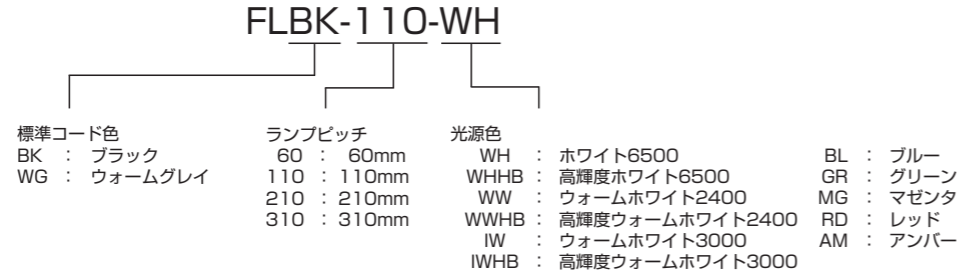 FLBK-110-WH
標準コード色
BK : ブラック
WG : ウォームグレイ
ランプピッチ
60 : 60mm
110 : 110mm
210 : 210mm
310 : 310mm
光源色
WH : ホワイト6500
WHHB : 高輝度ホワイト6500
WW : ウォームホワイト2400
WWHB : 高輝度ウォームホワイト2400
IW : ウォームホワイト3000
IWHB : 高輝度ウォームホワイト3000
BL : ブルー
GR : グリーン
MG : マゼンタ
RD : レッド
AM : アンバー